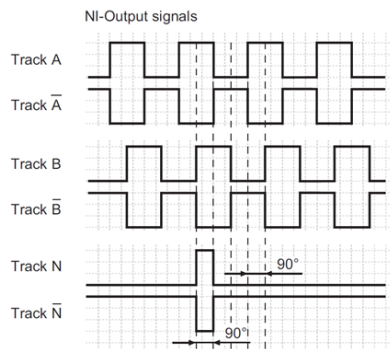 NI-Output signals
Track A
Track A̅
Track B
Track B̅
Track N
90°
Track N̅
90°